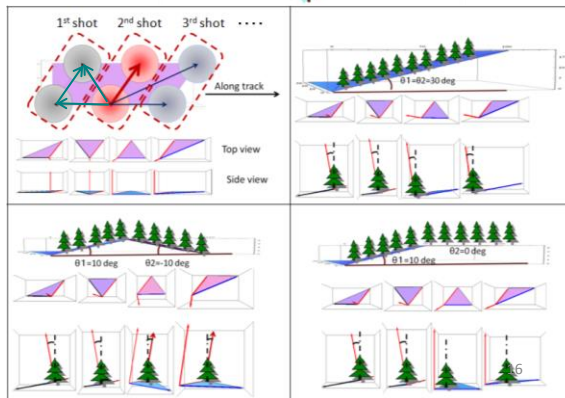 1st shot 2nd shot 3rd shot ····
Along track
Top view
Side view
θ1=θ2=30 deg
θ1=10 deg θ2=-10 deg
θ1=10 deg θ2=0 deg